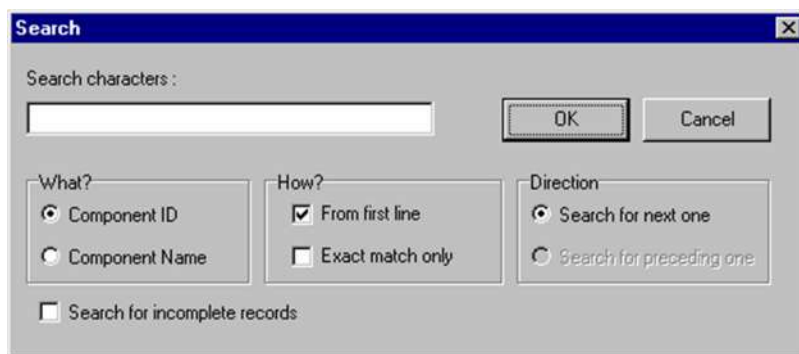 Search
Search characters :
OK
Cancel
What?
Component ID
Component Name
How?
From first line
Exact match only
Direction
Search for next one
Search for preceding one
Search for incomplete records